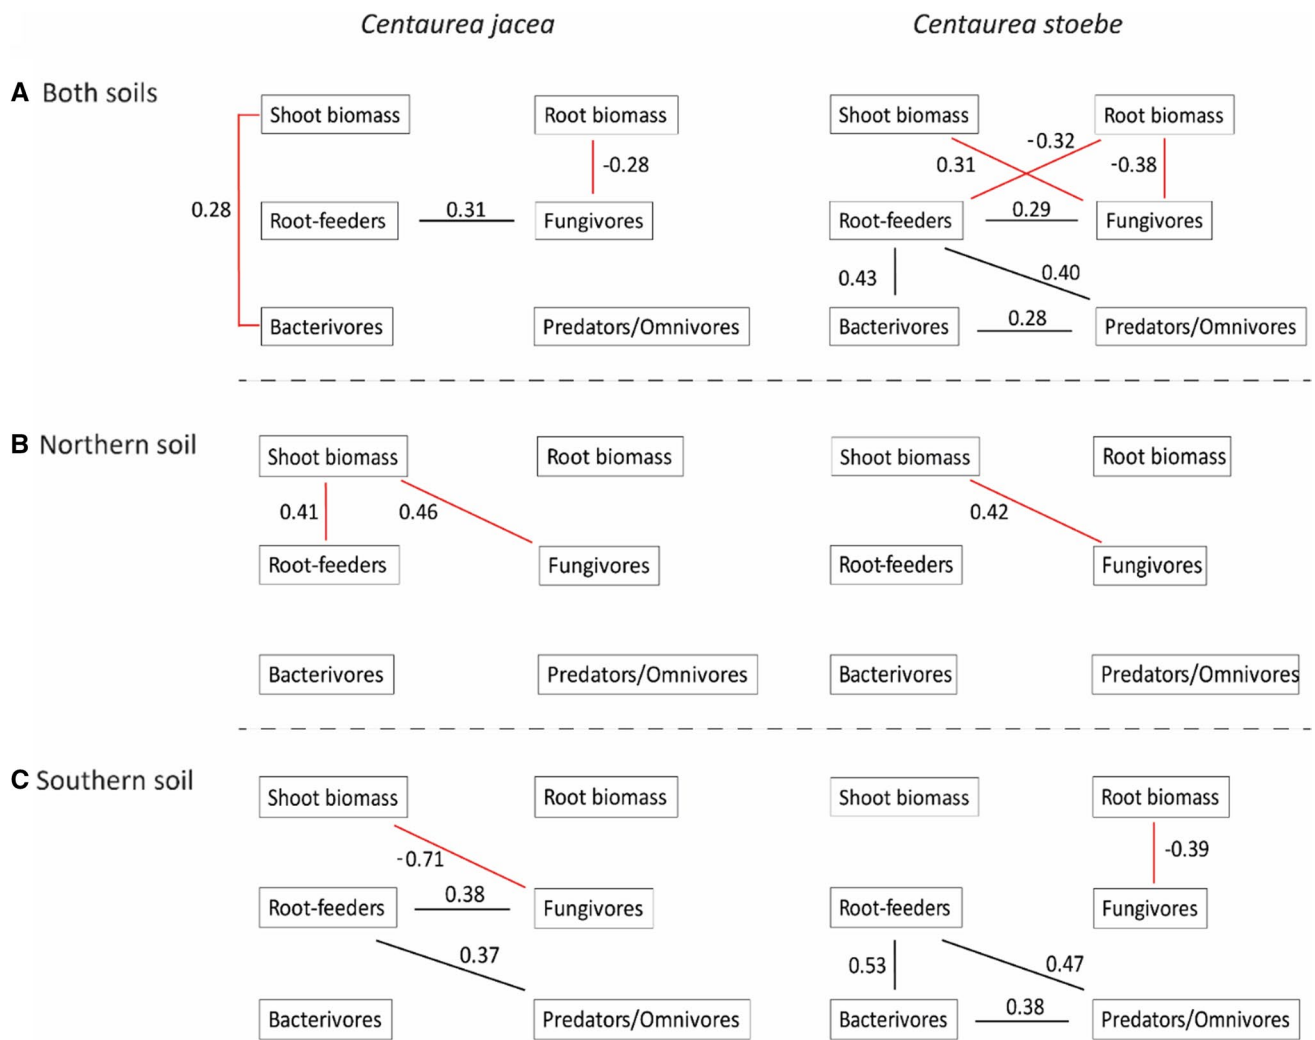 Centaurea jacea Centaurea stoebe
A Both soils
Shoot biomass Root biomass Shoot biomass Root biomass
-0.28 0.31 -0.32 -0.38
0.28 Root-feeders 0.31 Fungivores Root-feeders 0.29 Fungivores
0.43 0.40
Bacterivores Predators/Omnivores Bacterivores 0.28 Predators/Omnivores
B Northern soil
Shoot biomass Root biomass Shoot biomass Root biomass
0.41 0.46 0.42
Root-feeders Fungivores Root-feeders Fungivores
Bacterivores Predators/Omnivores Bacterivores Predators/Omnivores
C Southern soil
Shoot biomass Root biomass Shoot biomass Root biomass
-0.71 -0.39
Root-feeders 0.38 Fungivores Root-feeders Fungivores
0.37 0.53 0.47
Bacterivores Predators/Omnivores Bacterivores 0.38 Predators/Omnivores